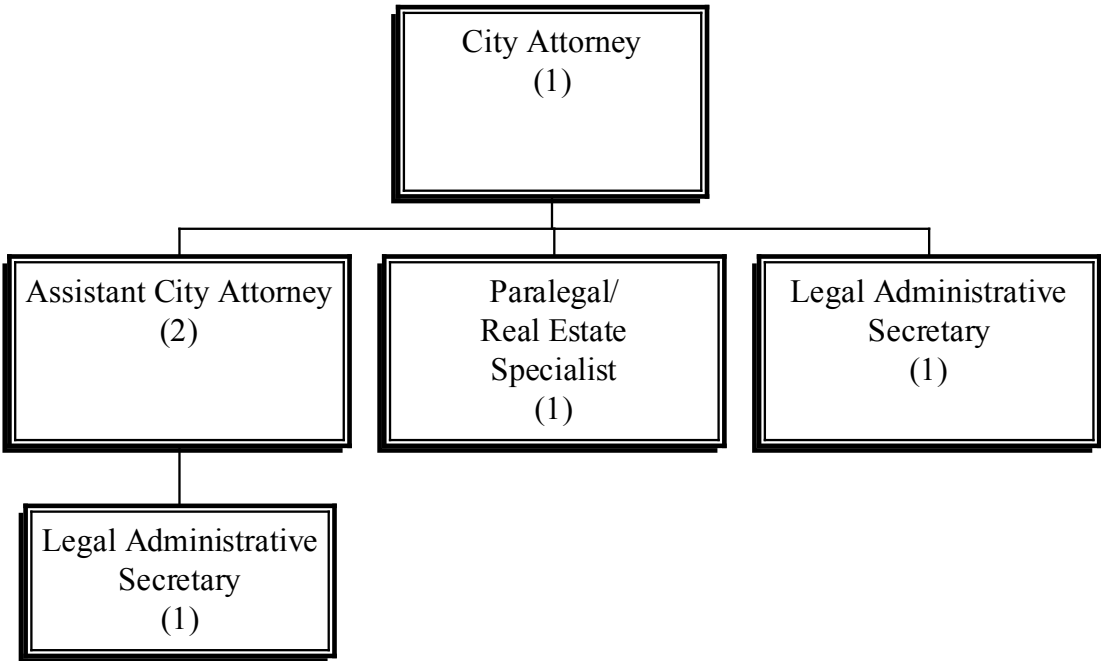 City Attorney
(1)
Assistant City Attorney
(2)
Paralegal/
Real Estate
Specialist
(1)
Legal Administrative
Secretary
(1)
Legal Administrative
Secretary
(1)